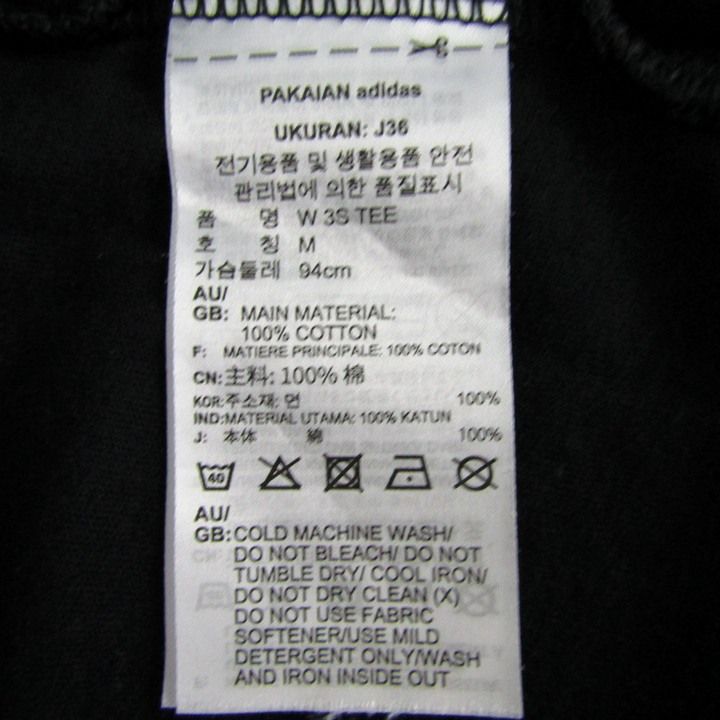 PAKAIAN adidas
UKURAN: J36
전기용품 및 생활용품 안전
관리법에 의한 품질표시
품 명 W 3S TEE
호 칭 M
가슴둘레 94cm
AU/
GB: MAIN MATERIAL:
100% COTTON
F: MATIERE PRINCIPALE: 100% COTON
CN:主料: 100% 棉
KOR:주소재: 면 100%
IND:MATERIAL UTAMA: 100% KATUN
J: 本体 綿 100%
40
AU/
GB:COLD MACHINE WASH/
DO NOT BLEACH/ DO NOT
TUMBLE DRY/ COOL IRON/
DO NOT DRY CLEAN (X)
DO NOT USE FABRIC
SOFTENER/USE MILD
DETERGENT ONLY/WASH
AND IRON INSIDE OUT